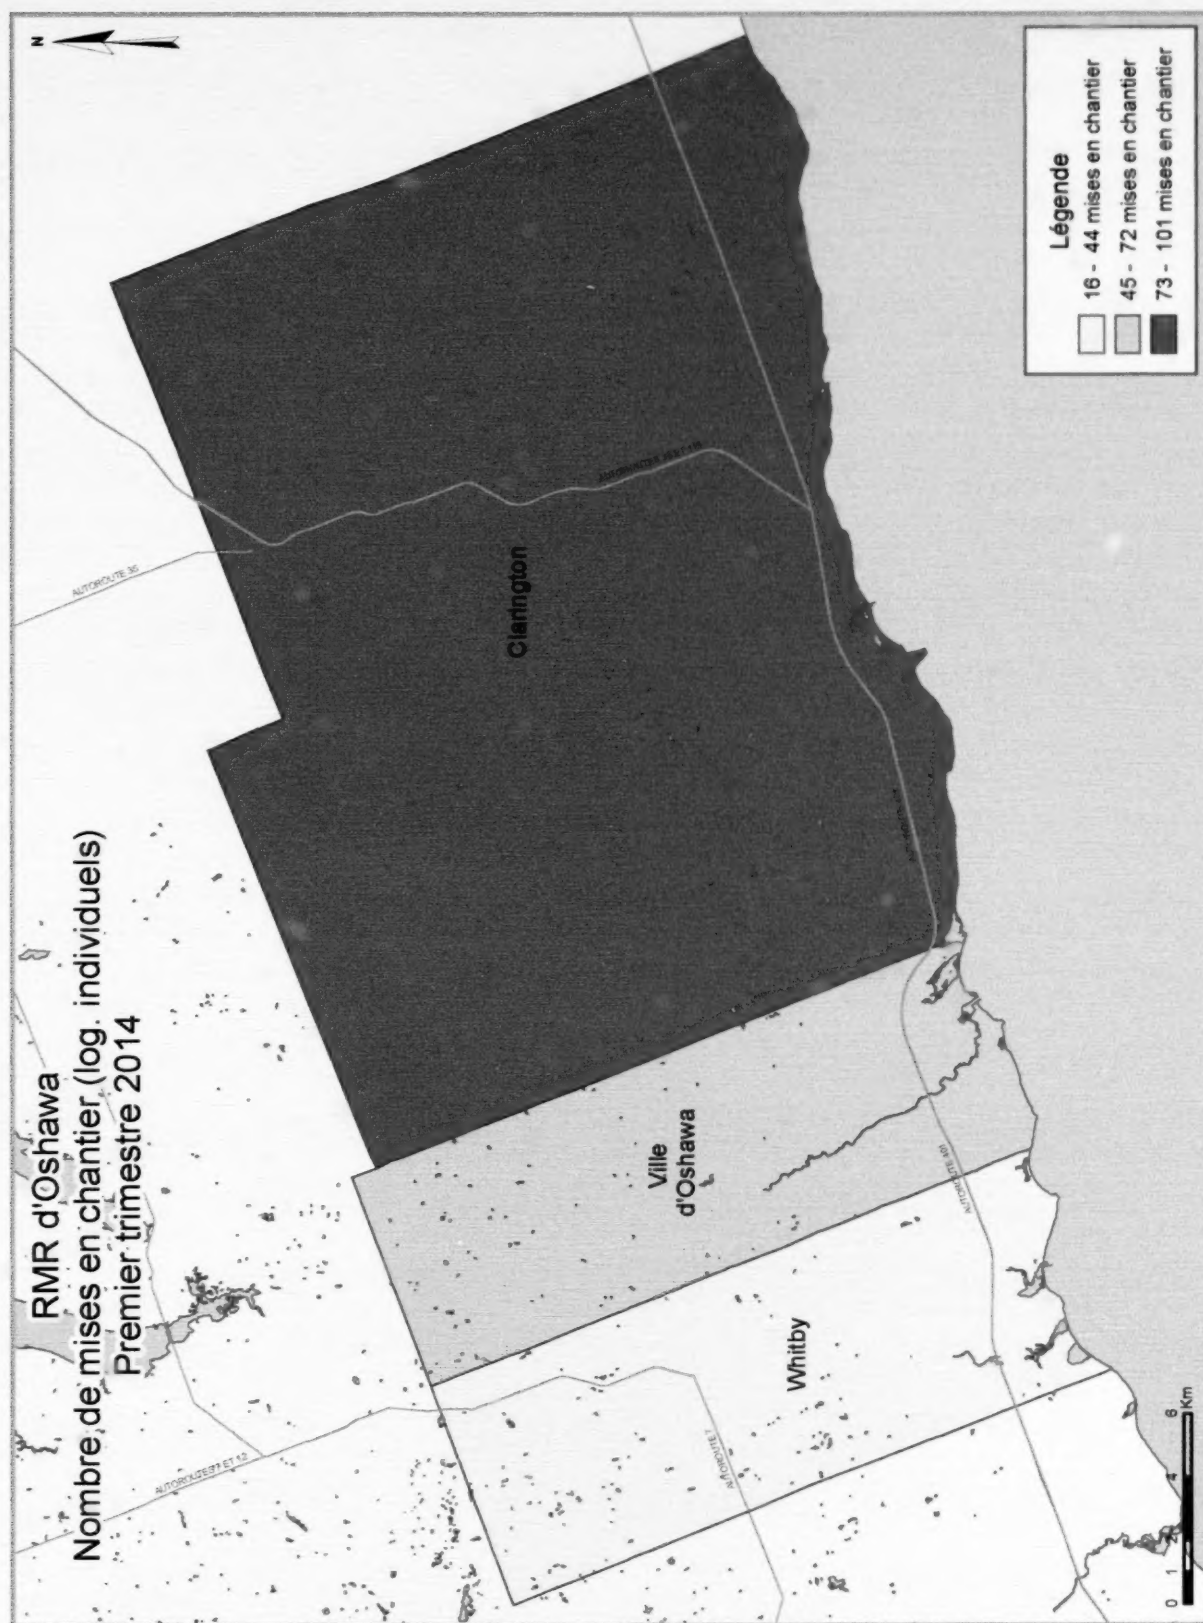 RMR d'Oshawa
Nombre de mises en chantier (log. individuels)
Premier trimestre 2014
N
AUTOROUTE 35
AUTOROUTES 7 ET 12
Clarington
Ville
d'Oshawa
Whitby
AUTOROUTE 7
AUTOROUTE 401
Légende
16 - 44 mises en chantier
45 - 72 mises en chantier
73 - 101 mises en chantier
0 1 2 4 6
Km